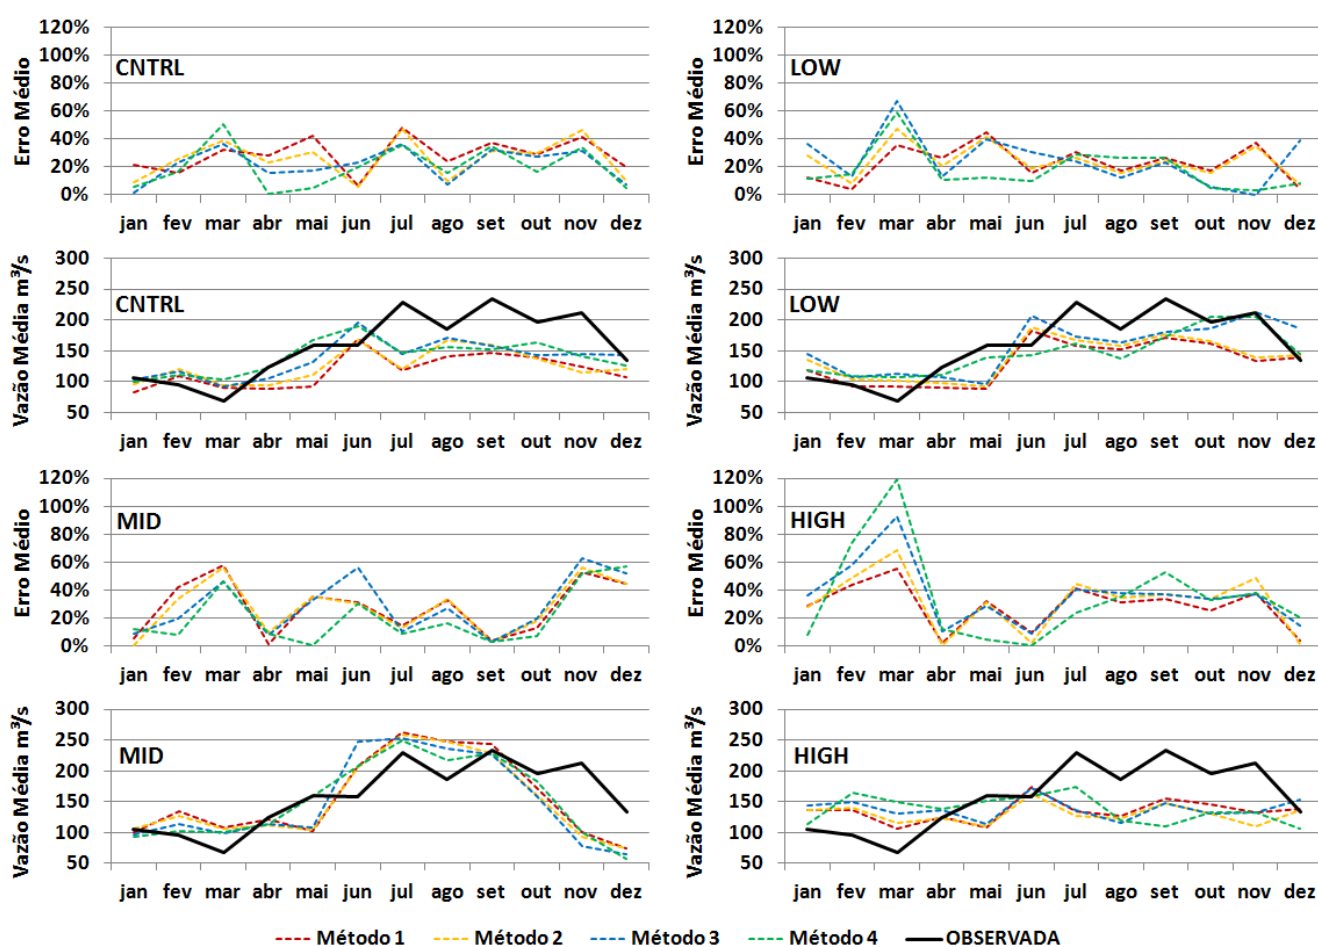 Erro Médio
120%
100%
80%
60%
40%
20%
0%
CNTRL
jan fev mar abr mai jun jul ago set out nov dez
Erro Médio
120%
100%
80%
60%
40%
20%
0%
LOW
jan fev mar abr mai jun jul ago set out nov dez
Vazão Média m³/s
300
250
200
150
100
50
CNTRL
jan fev mar abr mai jun jul ago set out nov dez
Vazão Média m³/s
300
250
200
150
100
50
LOW
jan fev mar abr mai jun jul ago set out nov dez
Erro Médio
120%
100%
80%
60%
40%
20%
0%
MID
jan fev mar abr mai jun jul ago set out nov dez
Erro Médio
120%
100%
80%
60%
40%
20%
0%
HIGH
jan fev mar abr mai jun jul ago set out nov dez
Vazão Média m³/s
300
250
200
150
100
50
MID
jan fev mar abr mai jun jul ago set out nov dez
Vazão Média m³/s
300
250
200
150
100
50
HIGH
jan fev mar abr mai jun jul ago set out nov dez
Método 1 Método 2 Método 3 Método 4 OBSERVADA